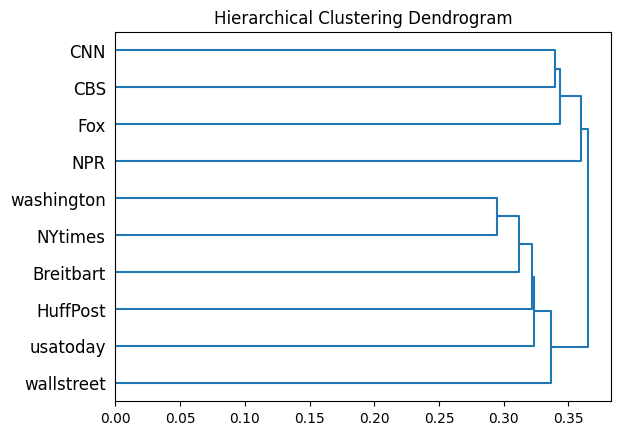 Hierarchical Clustering Dendrogram
CNN
CBS
Fox
NPR
washington
NYtimes
Breitbart
HuffPost
usatoday
wallstreet
0.00 0.05 0.10 0.15 0.20 0.25 0.30 0.35